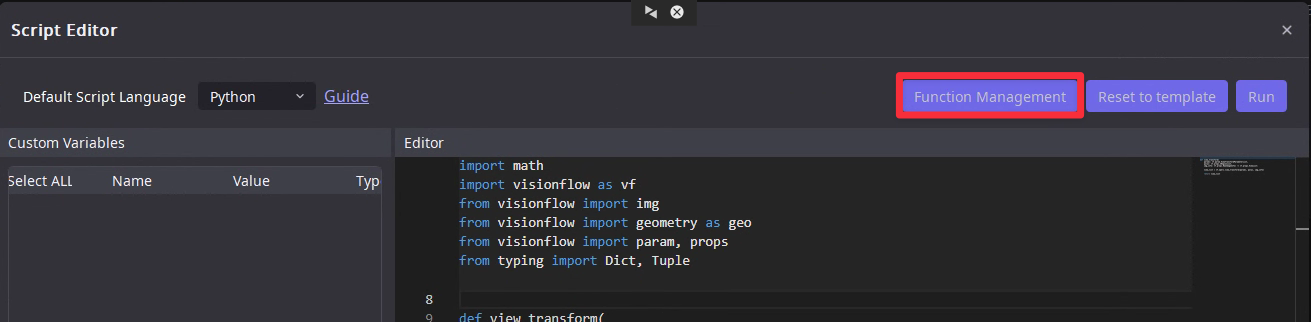 Script Editor
Default Script Language Python Guide Function Management Reset to template Run
Custom Variables
Select ALL Name Value Typ
Editor
import math
import visionflow as vf
from visionflow import img
from visionflow import geometry as geo
from visionflow import param, props
from typing import Dict, Tuple
8
9 def view_transform(